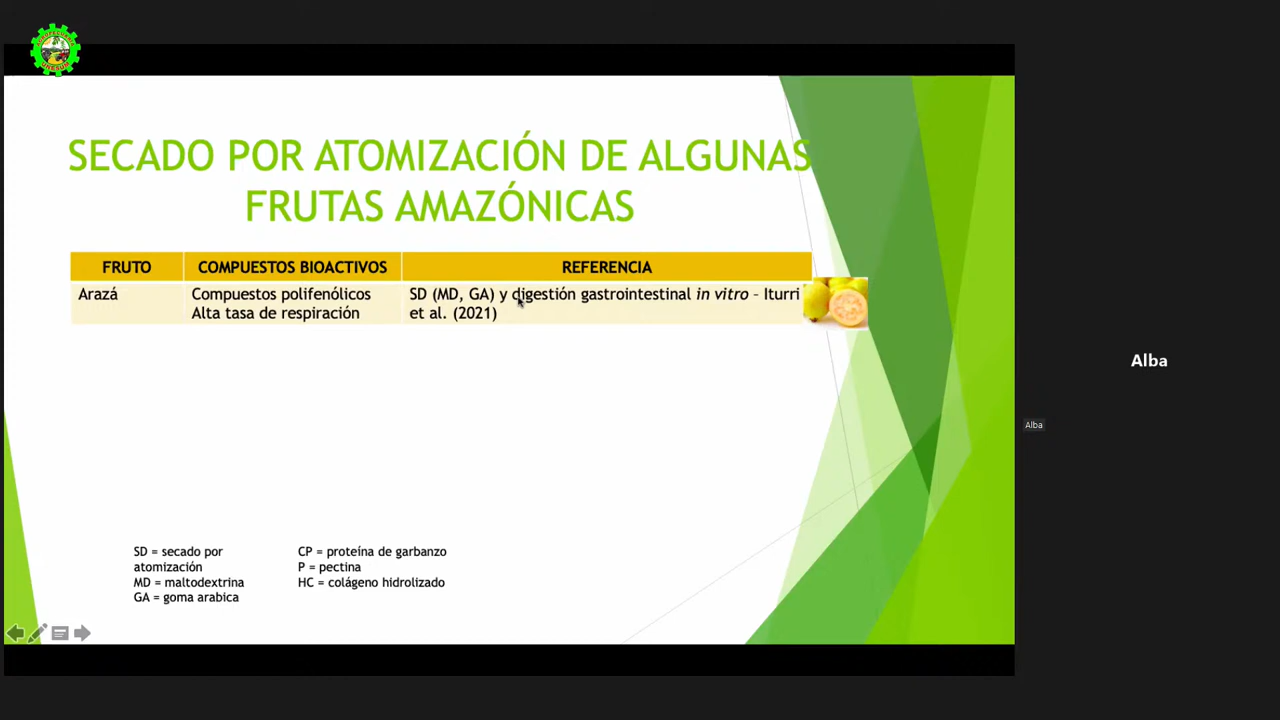 SECADO POR ATOMIZACIÓN DE ALGUNAS
FRUTAS AMAZÓNICAS
FRUTO
COMPUESTOS BIOACTIVOS
REFERENCIA
Arazá
Compuestos polifenólicos
Alta tasa de respiración
SD (MD, GA) y digestión gastrointestinal in vitro – Iturri
et al. (2021)
SD = secado por
atomización
MD = maltodextrina
GA = goma arabica
CP = proteína de garbanzo
P = pectina
HC = colágeno hidrolizado
Alba
Alba